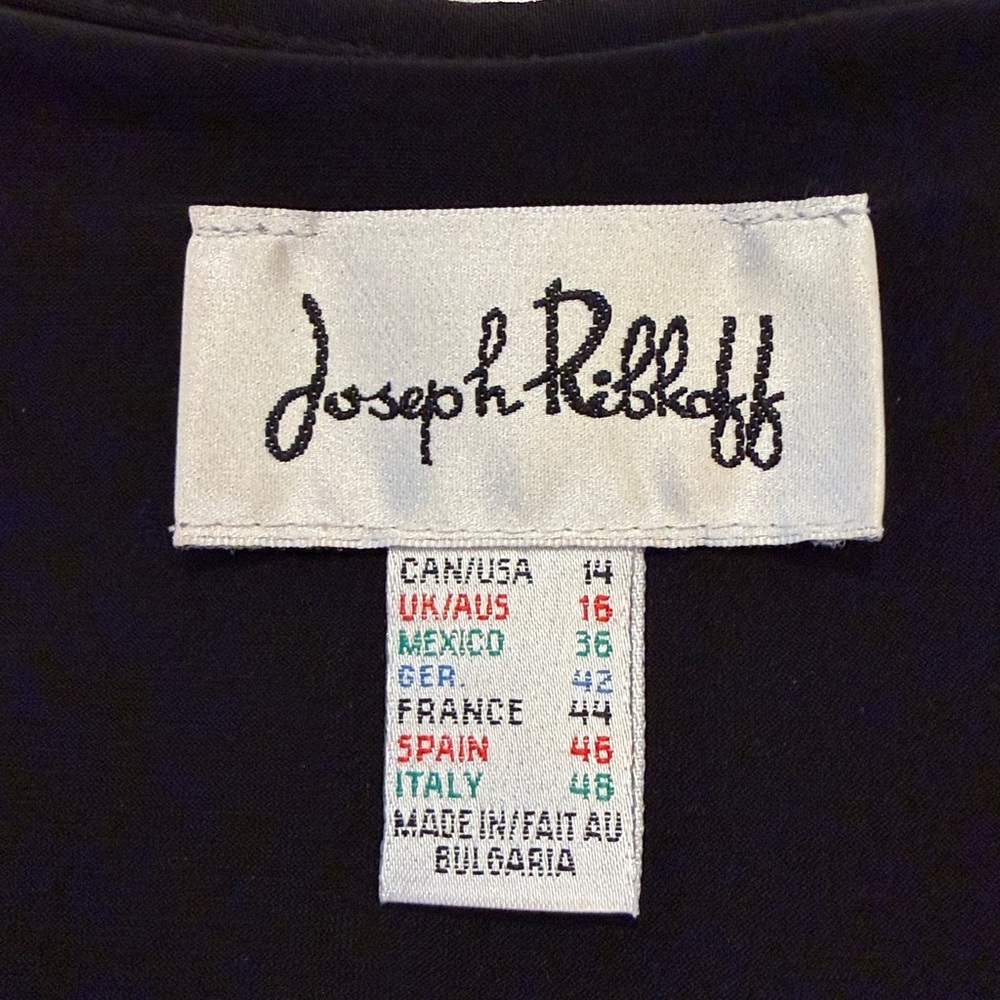 Joseph Ribkoff
CAN/USA 14
UK/AUS 16
MEXICO 36
GER. 42
FRANCE 44
SPAIN 46
ITALY 48
MADE IN/FAIT AU
BULGARIA